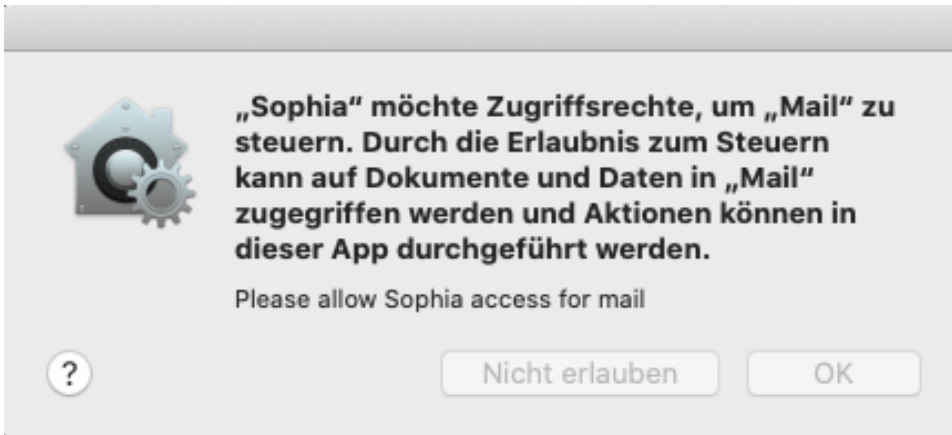 „Sophia“ möchte Zugriffsrechte, um „Mail“ zu
steuern. Durch die Erlaubnis zum Steuern
kann auf Dokumente und Daten in „Mail“
zugegriffen werden und Aktionen können in
dieser App durchgeführt werden.
Please allow Sophia access for mail
?
Nicht erlauben
OK